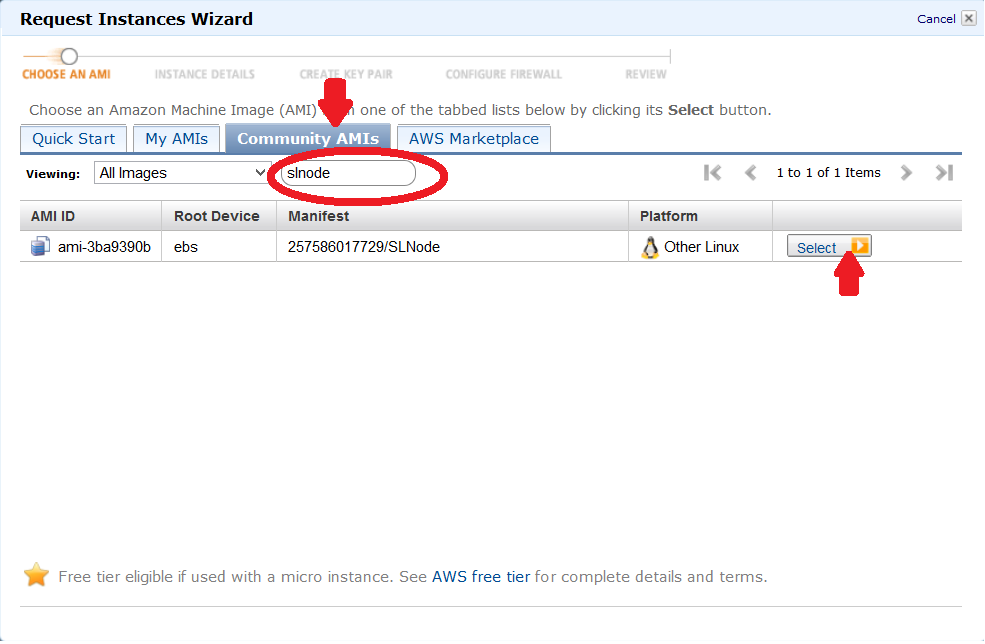 Request Instances Wizard
Cancel
CHOOSE AN AMI INSTANCE DETAILS CREATE KEY PAIR CONFIGURE FIREWALL REVIEW
Choose an Amazon Machine Image (AMI) one of the tabbed lists below by clicking its Select button.
Quick Start My AMIs Community AMIs AWS Marketplace
Viewing: All Images slnode 1 to 1 of 1 Items
AMI ID Root Device Manifest Platform
ami-3ba9390b ebs 257586017729/SLNode Other Linux Select
Free tier eligible if used with a micro instance. See AWS free tier for complete details and terms.